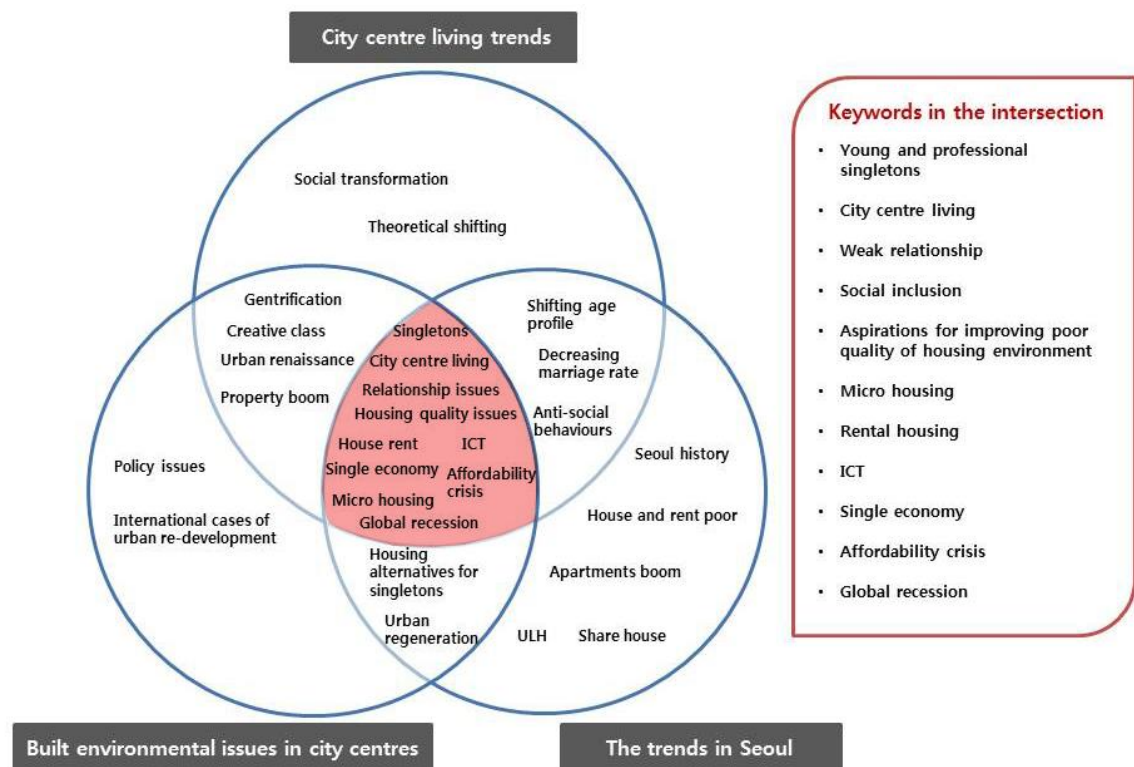 City centre living trends
Social transformation
Theoretical shifting
Gentrification
Creative class
Urban renaissance
Property boom
Shifting age
profile
Decreasing
marriage rate
Anti-social
behaviours
Singletons
City centre living
Relationship issues
Housing quality issues
House rent
ICT
Single economy
Affordability
crisis
Micro housing
Global recession
Policy issues
International cases of
urban re-development
Seoul history
House and rent poor
Apartments boom
ULH
Share house
Housing
alternatives for
singletons
Urban
regeneration
Built environmental issues in city centres
The trends in Seoul
Keywords in the intersection
• Young and professional
singletons
• City centre living
• Weak relationship
• Social inclusion
• Aspirations for improving poor
quality of housing environment
• Micro housing
• Rental housing
• ICT
• Single economy
• Affordability crisis
• Global recession